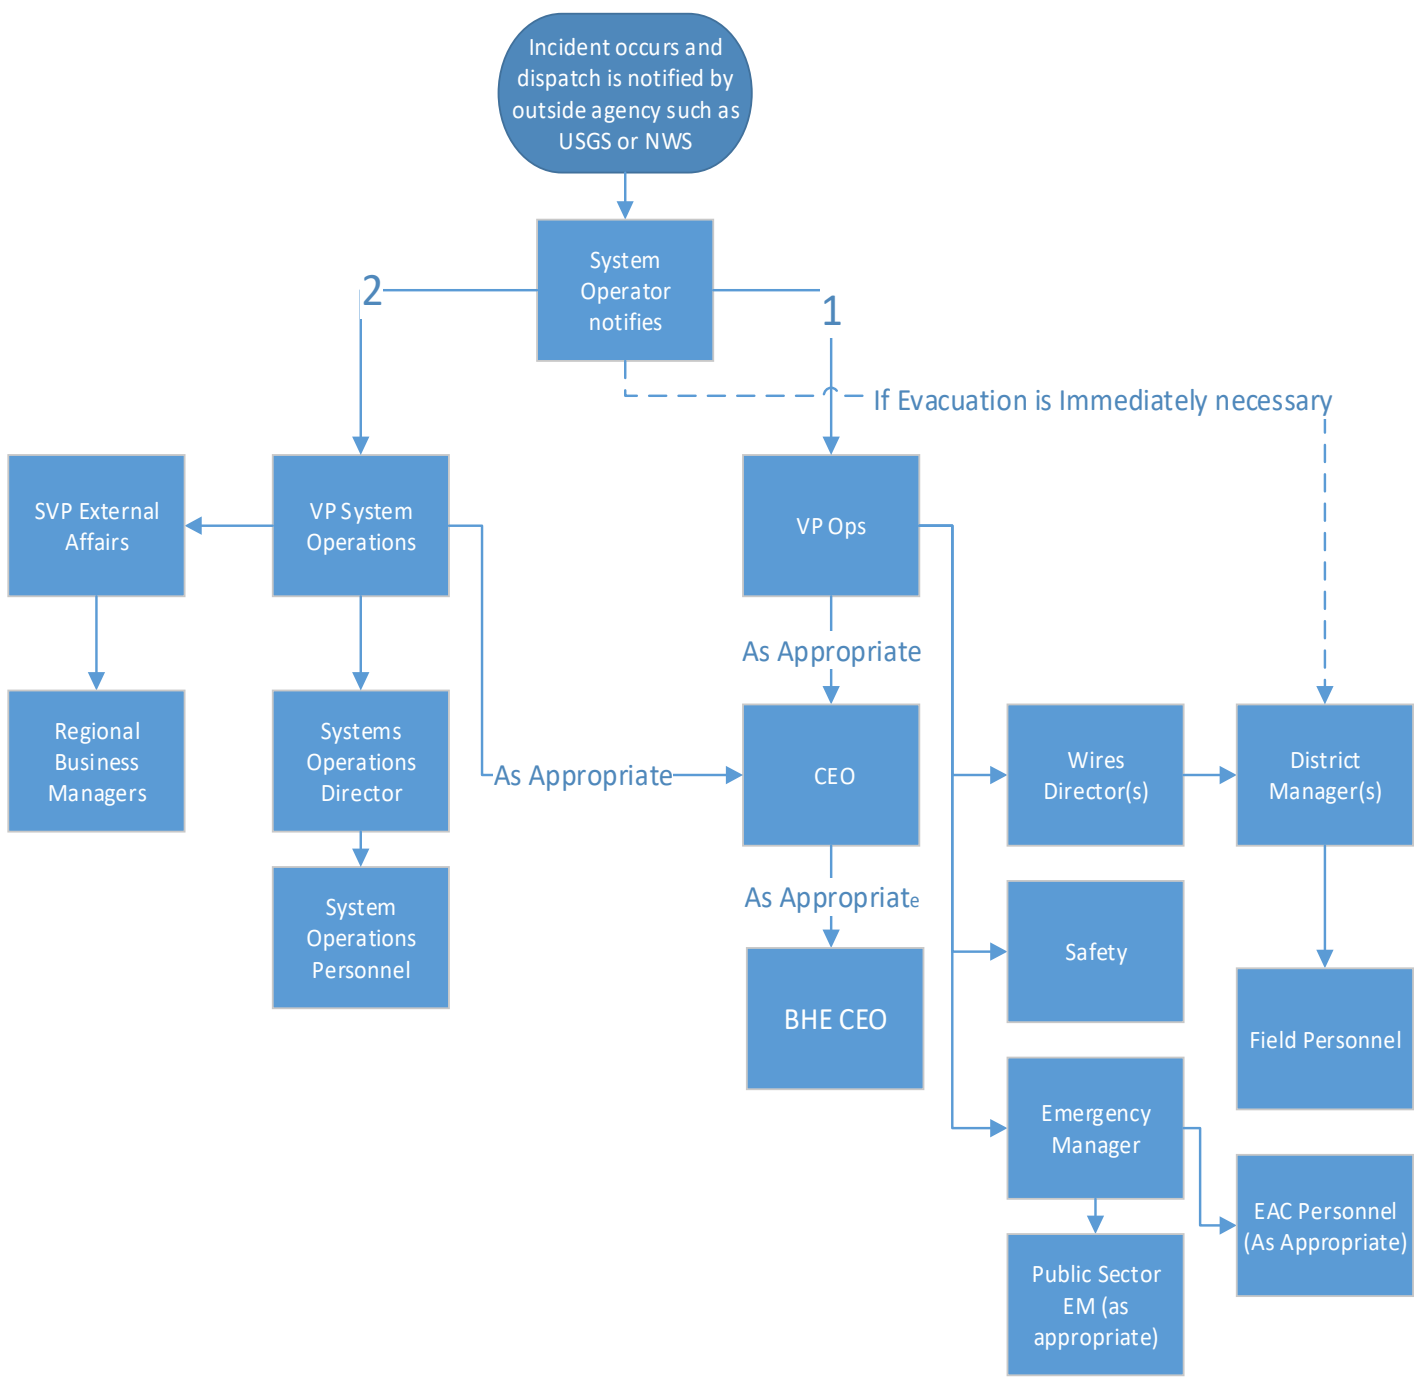 Incident occurs and
dispatch is notified by
outside agency such as
USGS or NWS
System
Operator
notifies
2
1
If Evacuation is Immediately necessary
SVP External
Affairs
VP System
Operations
VP Ops
As Appropriate
Regional
Business
Managers
Systems
Operations
Director
As Appropriate
CEO
Wires
Director(s)
District
Manager(s)
As Appropriate
System
Operations
Personnel
Safety
BHE CEO
Field Personnel
Emergency
Manager
EAC Personnel
(As Appropriate)
Public Sector
EM (as
appropriate)